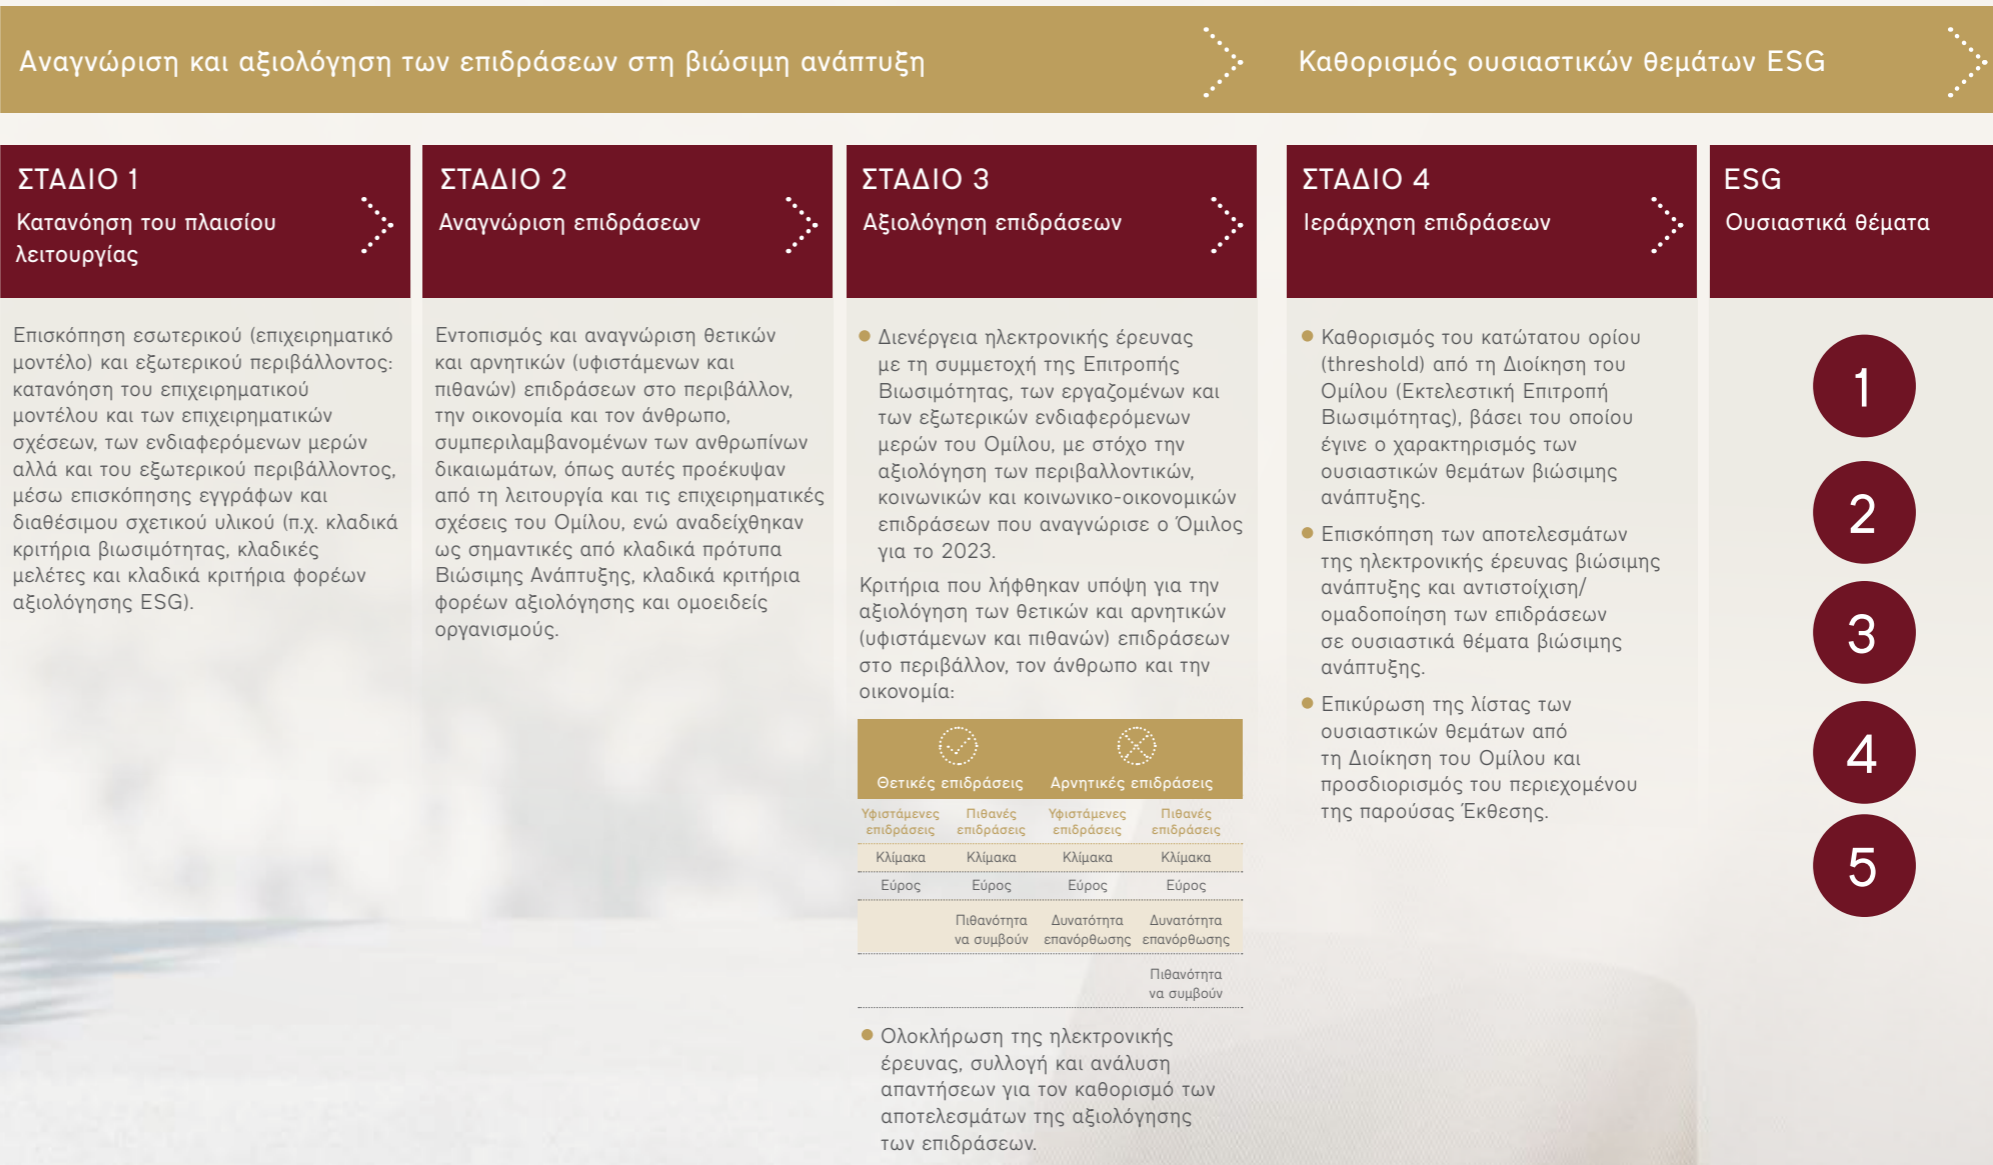 Αναγνώριση και αξιολόγηση των επιδράσεων στη βιώσιμη ανάπτυξη
Καθορισμός ουσιαστικών θεμάτων ESG
ΣΤΑΔΙΟ 1
Κατανόηση του πλαισίου
λειτουργίας
Επισκόπηση εσωτερικού (επιχειρηματικό
μοντέλο) και εξωτερικού περιβάλλοντος:
κατανόηση του επιχειρηματικού
μοντέλου και των επιχειρηματικών
σχέσεων, των ενδιαφερόμενων μερών
αλλά και του εξωτερικού περιβάλλοντος,
μέσω επισκόπησης εγγράφων και
διαθέσιμου σχετικού υλικού (π.χ. κλαδικά
κριτήρια βιωσιμότητας, κλαδικές
μελέτες και κλαδικά κριτήρια φορέων
αξιολόγησης ESG).
ΣΤΑΔΙΟ 2
Αναγνώριση επιδράσεων
Εντοπισμός και αναγνώριση θετικών
και αρνητικών (υφιστάμενων και
πιθανών) επιδράσεων στο περιβάλλον,
την οικονομία και τον άνθρωπο,
συμπεριλαμβανομένων των ανθρωπίνων
δικαιωμάτων, όπως αυτές προέκυψαν
από τη λειτουργία και τις επιχειρηματικές
σχέσεις του Ομίλου, ενώ αναδείχθηκαν
ως σημαντικές από κλαδικά πρότυπα
Βιώσιμης Ανάπτυξης, κλαδικά κριτήρια
φορέων αξιολόγησης και ομοειδείς
οργανισμούς.
ΣΤΑΔΙΟ 3
Αξιολόγηση επιδράσεων
● Διενέργεια ηλεκτρονικής έρευνας
με τη συμμετοχή της Επιτροπής
Βιωσιμότητας, των εργαζομένων και
των εξωτερικών ενδιαφερόμενων
μερών του Ομίλου, με στόχο την
αξιολόγηση των περιβαλλοντικών,
κοινωνικών και κοινωνικο-οικονομικών
επιδράσεων που αναγνώρισε ο Όμιλος
για το 2023.
Κριτήρια που λήφθηκαν υπόψη για την
αξιολόγηση των θετικών και αρνητικών
(υφιστάμενων και πιθανών) επιδράσεων
στο περιβάλλον, τον άνθρωπο και την
οικονομία:
Θετικές επιδράσεις Αρνητικές επιδράσεις
Υφιστάμενες Πιθανές Υφιστάμενες Πιθανές
επιδράσεις επιδράσεις επιδράσεις επιδράσεις
Κλίμακα Κλίμακα Κλίμακα Κλίμακα
Εύρος Εύρος Εύρος Εύρος
Πιθανότητα Δυνατότητα Δυνατότητα
να συμβούν επανόρθωσης επανόρθωσης
Πιθανότητα
να συμβούν
● Ολοκλήρωση της ηλεκτρονικής
έρευνας, συλλογή και ανάλυση
απαντήσεων για τον καθορισμό των
αποτελεσμάτων της αξιολόγησης
των επιδράσεων.
ΣΤΑΔΙΟ 4
Ιεράρχηση επιδράσεων
● Καθορισμός του κατώτατου ορίου
(threshold) από τη Διοίκηση του
Ομίλου (Εκτελεστική Επιτροπή
Βιωσιμότητας), βάσει του οποίου
έγινε ο χαρακτηρισμός των
ουσιαστικών θεμάτων βιώσιμης
ανάπτυξης.
● Επισκόπηση των αποτελεσμάτων
της ηλεκτρονικής έρευνας βιώσιμης
ανάπτυξης και αντιστοίχιση/
ομαδοποίηση των επιδράσεων
σε ουσιαστικά θέματα βιώσιμης
ανάπτυξης.
● Επικύρωση της λίστας των
ουσιαστικών θεμάτων από
τη Διοίκηση του Ομίλου και
προσδιορισμός του περιεχομένου
της παρούσας Έκθεσης.
ESG
Ουσιαστικά θέματα
1
2
3
4
5